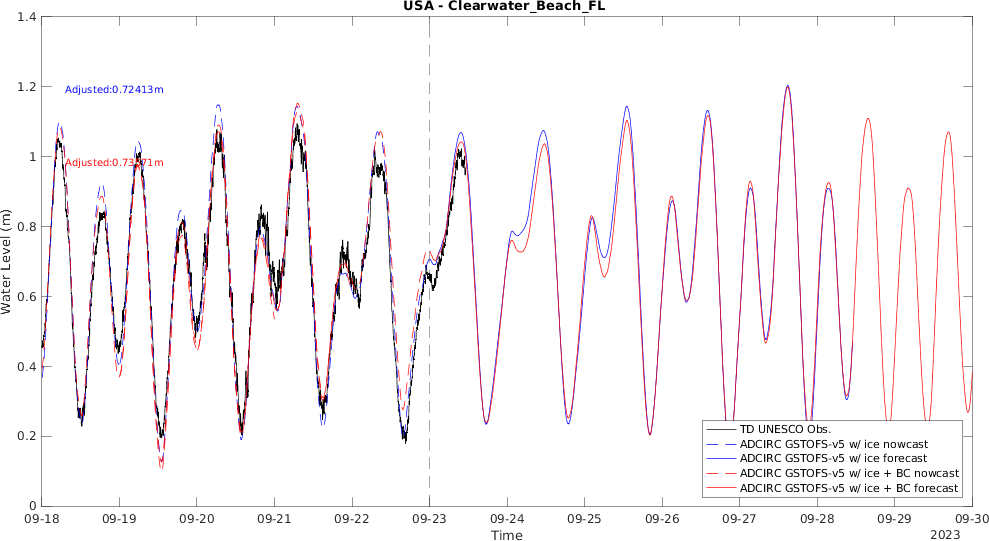 USA - Clearwater_Beach_FL
Water Level (m)
1.4
1.2
1
0.8
0.6
0.4
0.2
0
Adjusted:0.72413m
TD UNESCO Obs.
ADCIRC GSTOFS-v5 w/ ice nowcast
ADCIRC GSTOFS-v5 w/ ice forecast
ADCIRC GSTOFS-v5 w/ ice + BC nowcast
ADCIRC GSTOFS-v5 w/ ice + BC forecast
09-18 09-19 09-20 09-21 09-22 09-23 09-24 09-25 09-26 09-27 09-28 09-29 09-30
Time
2023